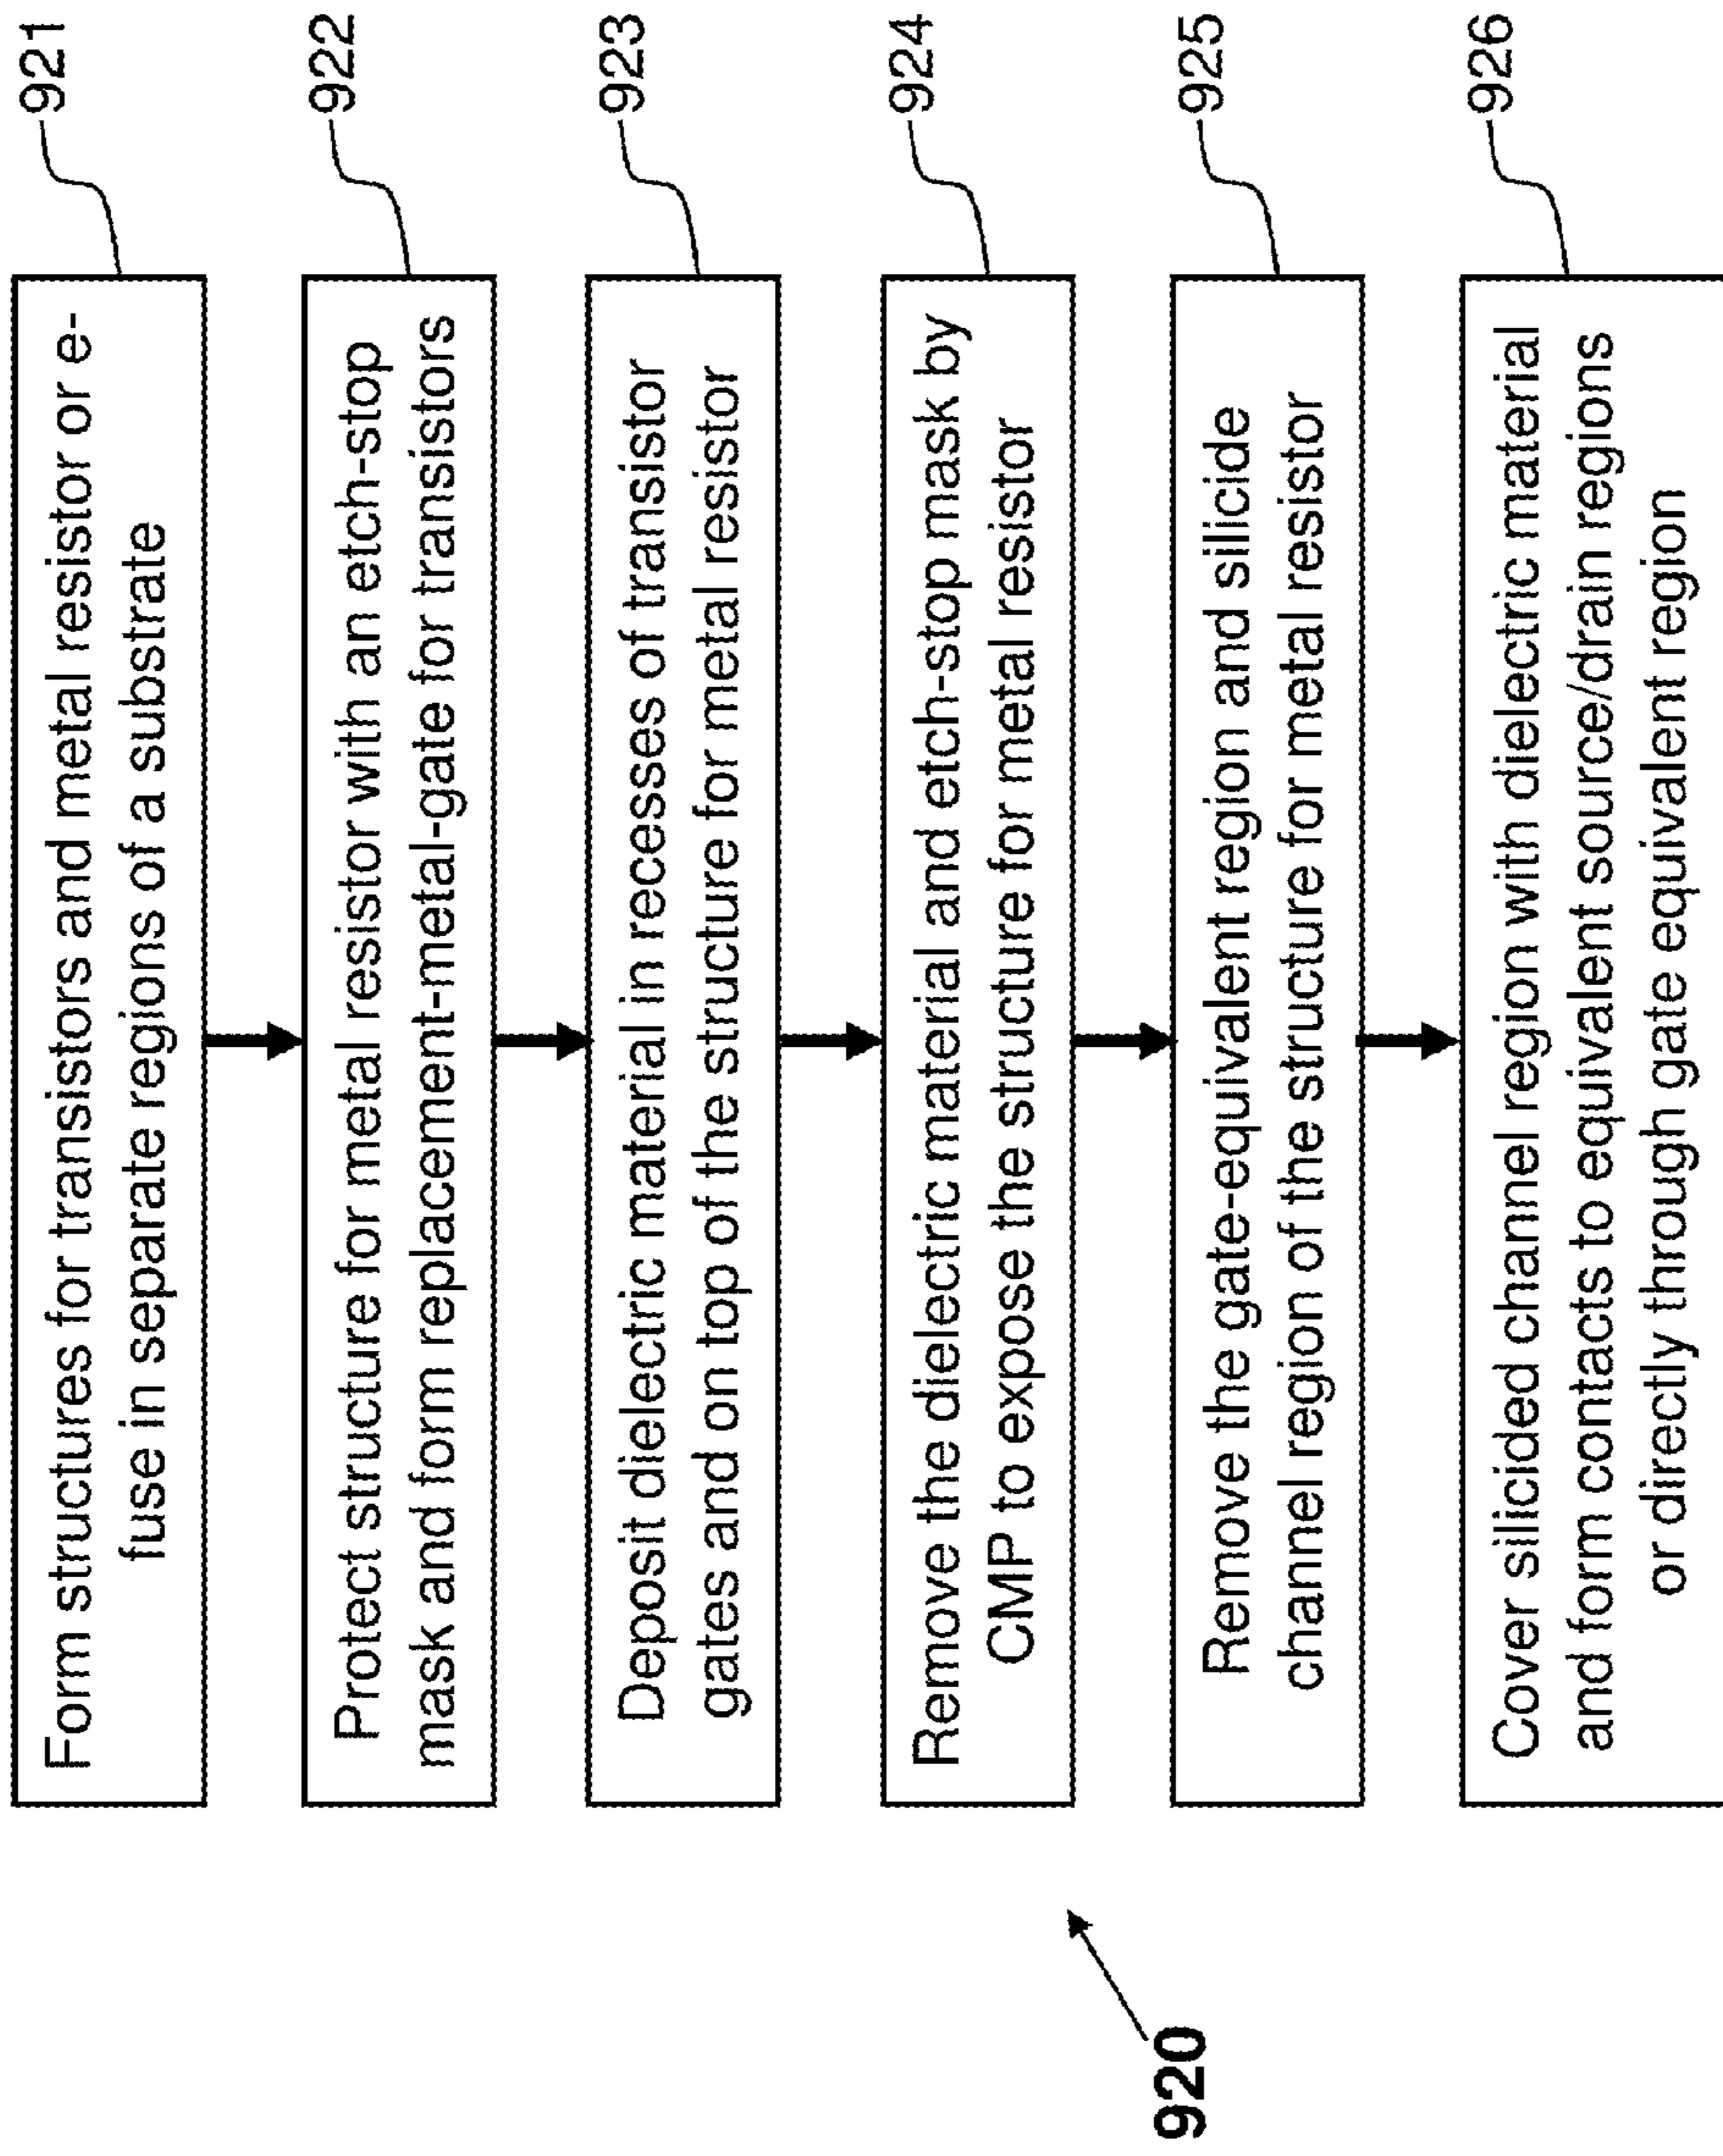 921
Form structures for transistors and metal resistor or e-
fuse in separate regions of a substrate
922
Protect structure for metal resistor with an etch-stop
mask and form replacement-metal-gate for transistors
923
Deposit dielectric material in recesses of transistor
gates and on top of the structure for metal resistor
924
Remove the dielectric material and etch-stop mask by
CMP to expose the structure for metal resistor
925
Remove the gate-equivalent region and silicide
channel region of the structure for metal resistor
926
Cover silicided channel region with dielectric material
and form contacts to equivalent source/drain regions
or directly through gate equivalent region
920